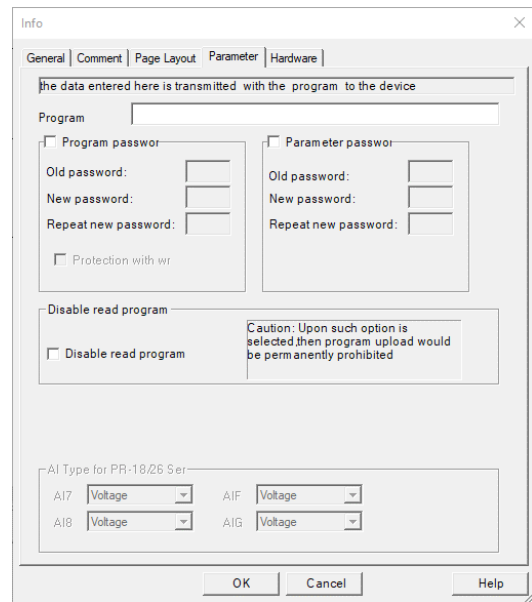 Info
General
Comment
Page Layout
Parameter
Hardware
the data entered here is transmitted with the program to the device
Program
Program passwor
Old password:
New password:
Repeat new password:
Protection with wr
Parameter passwor
Old password:
New password:
Repeat new password:
Disable read program
Disable read program
Caution: Upon such option is
selected,then program upload would
be permanently prohibited
AI Type for PR-18/26 Ser
AI7 Voltage AIF Voltage
AI8 Voltage AIG Voltage
OK Cancel Help